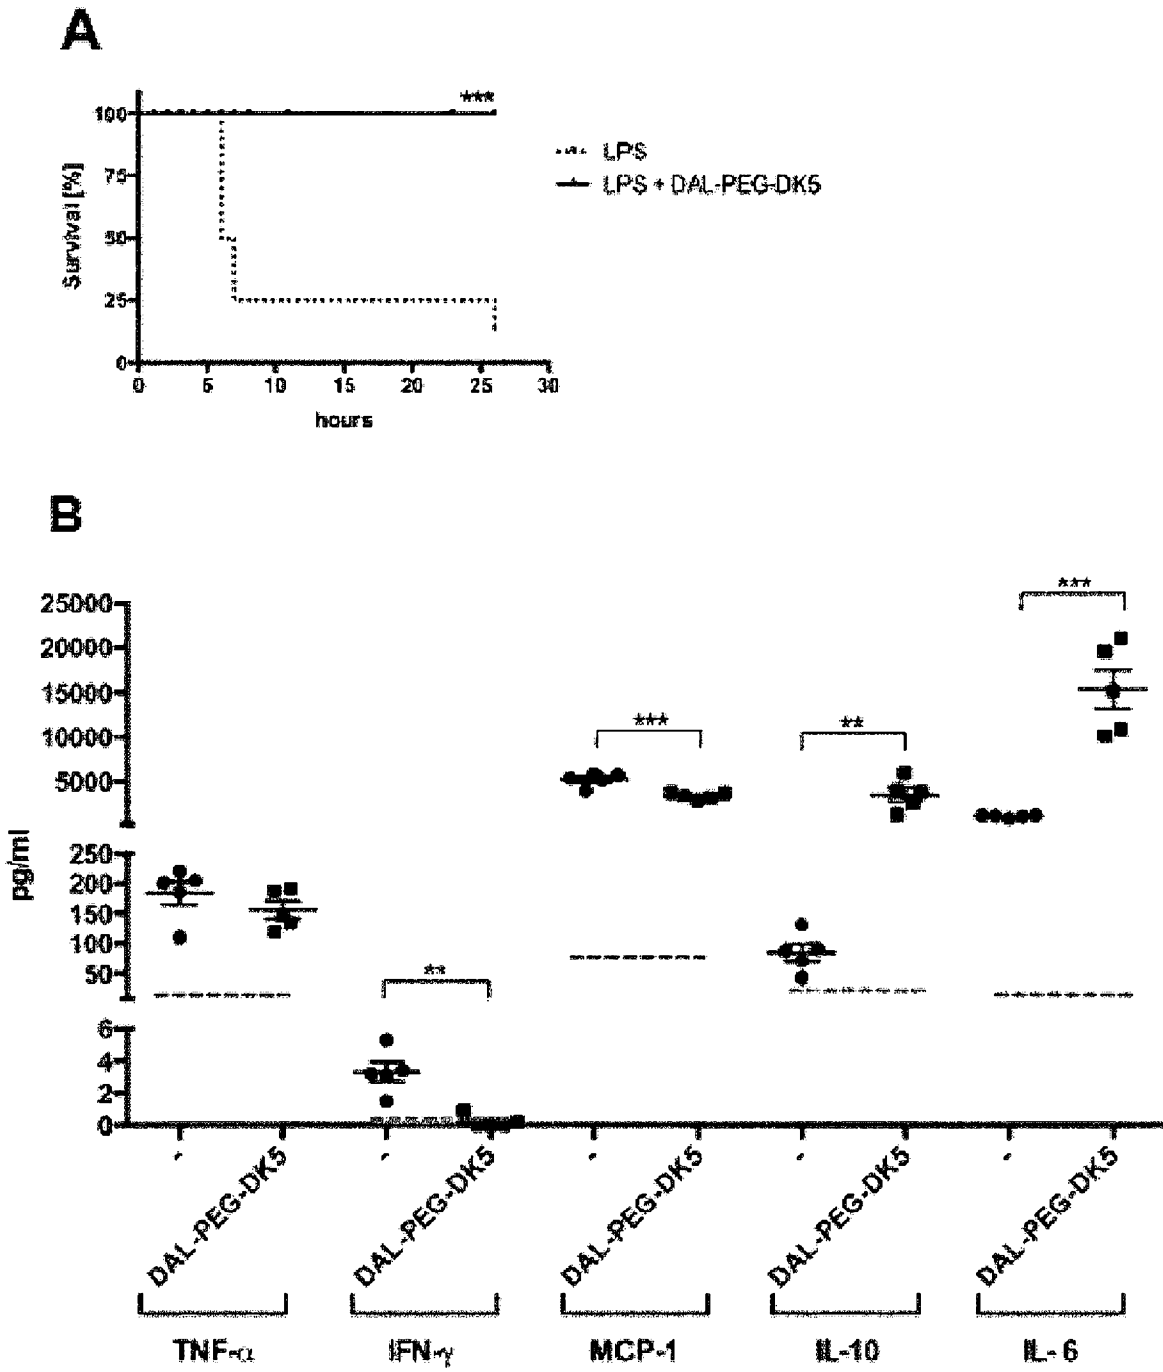 A
***
100
75
50
25
0
Survival [%]
0 5 10 15 20 25 30
hours
LPS
LPS + DAL-PEG-DK5
B
25000
20000
15000
10000
5000
250
200
150
100
50
6
4
2
0
pg/ml
**
***
**
***
- DAL-PEG-DK5 - DAL-PEG-DK5 - DAL-PEG-DK5 - DAL-PEG-DK5 - DAL-PEG-DK5
TNF-α IFN-γ MCP-1 IL-10 IL-6